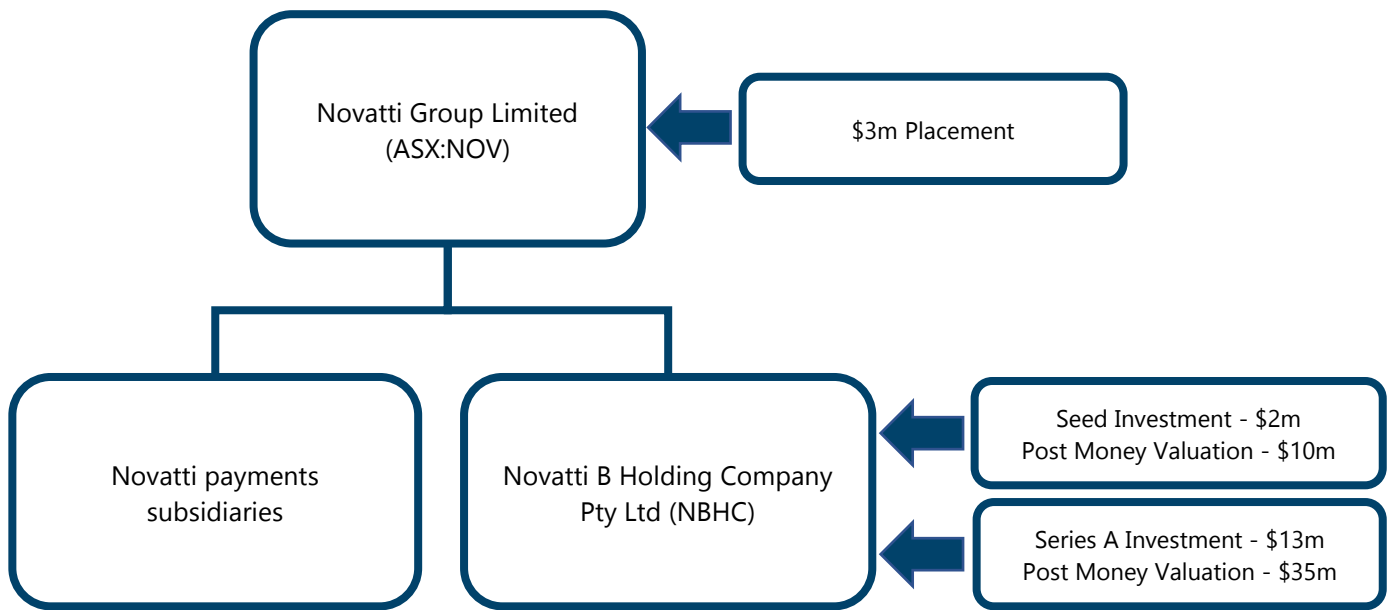 Novatti Group Limited
(ASX:NOV)
$3m Placement
Novatti payments
subsidiaries
Novatti B Holding Company
Pty Ltd (NBHC)
Seed Investment - $2m
Post Money Valuation - $10m
Series A Investment - $13m
Post Money Valuation - $35m